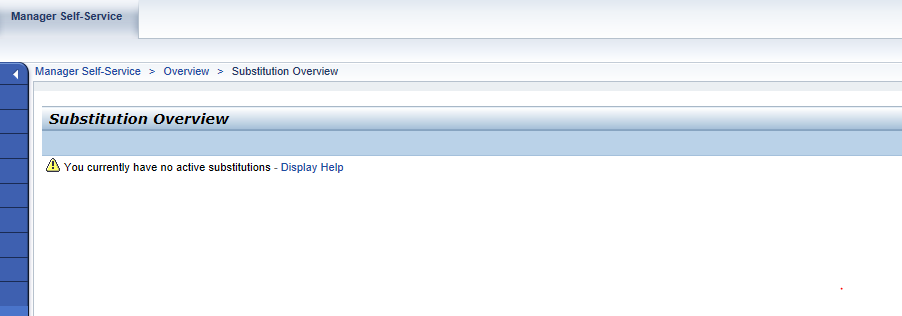 Manager Self-Service
Manager Self-Service > Overview > Substitution Overview
Substitution Overview
You currently have no active substitutions - Display Help